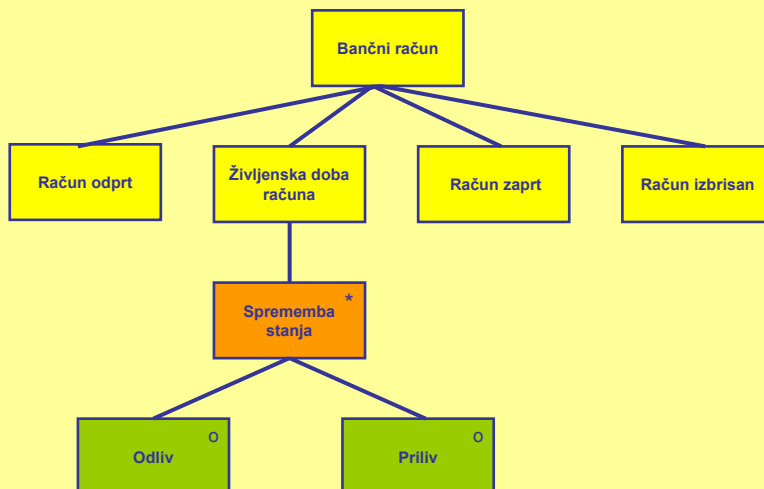 Bančni račun
Račun odprt
Življenska doba
računa
Račun zaprt
Račun izbrisan
*
Sprememba
stanja
o
Odliv
o
Priliv